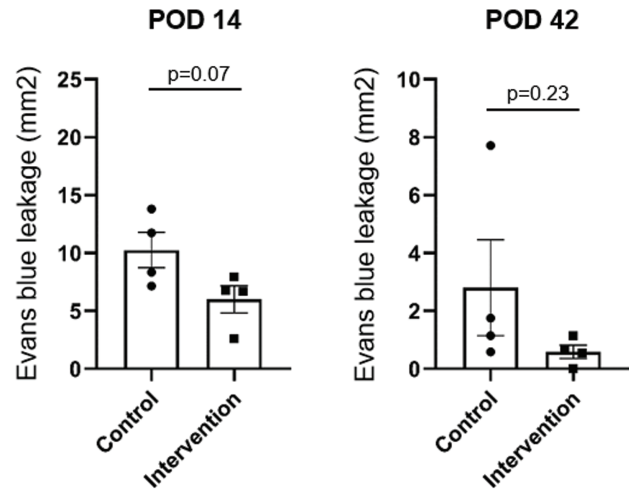 POD 14
Evans blue leakage (mm2)
25
20
15
10
5
0
p=0.07
Control
Intervention
POD 42
Evans blue leakage (mm2)
10
8
6
4
2
0
p=0.23
Control
Intervention